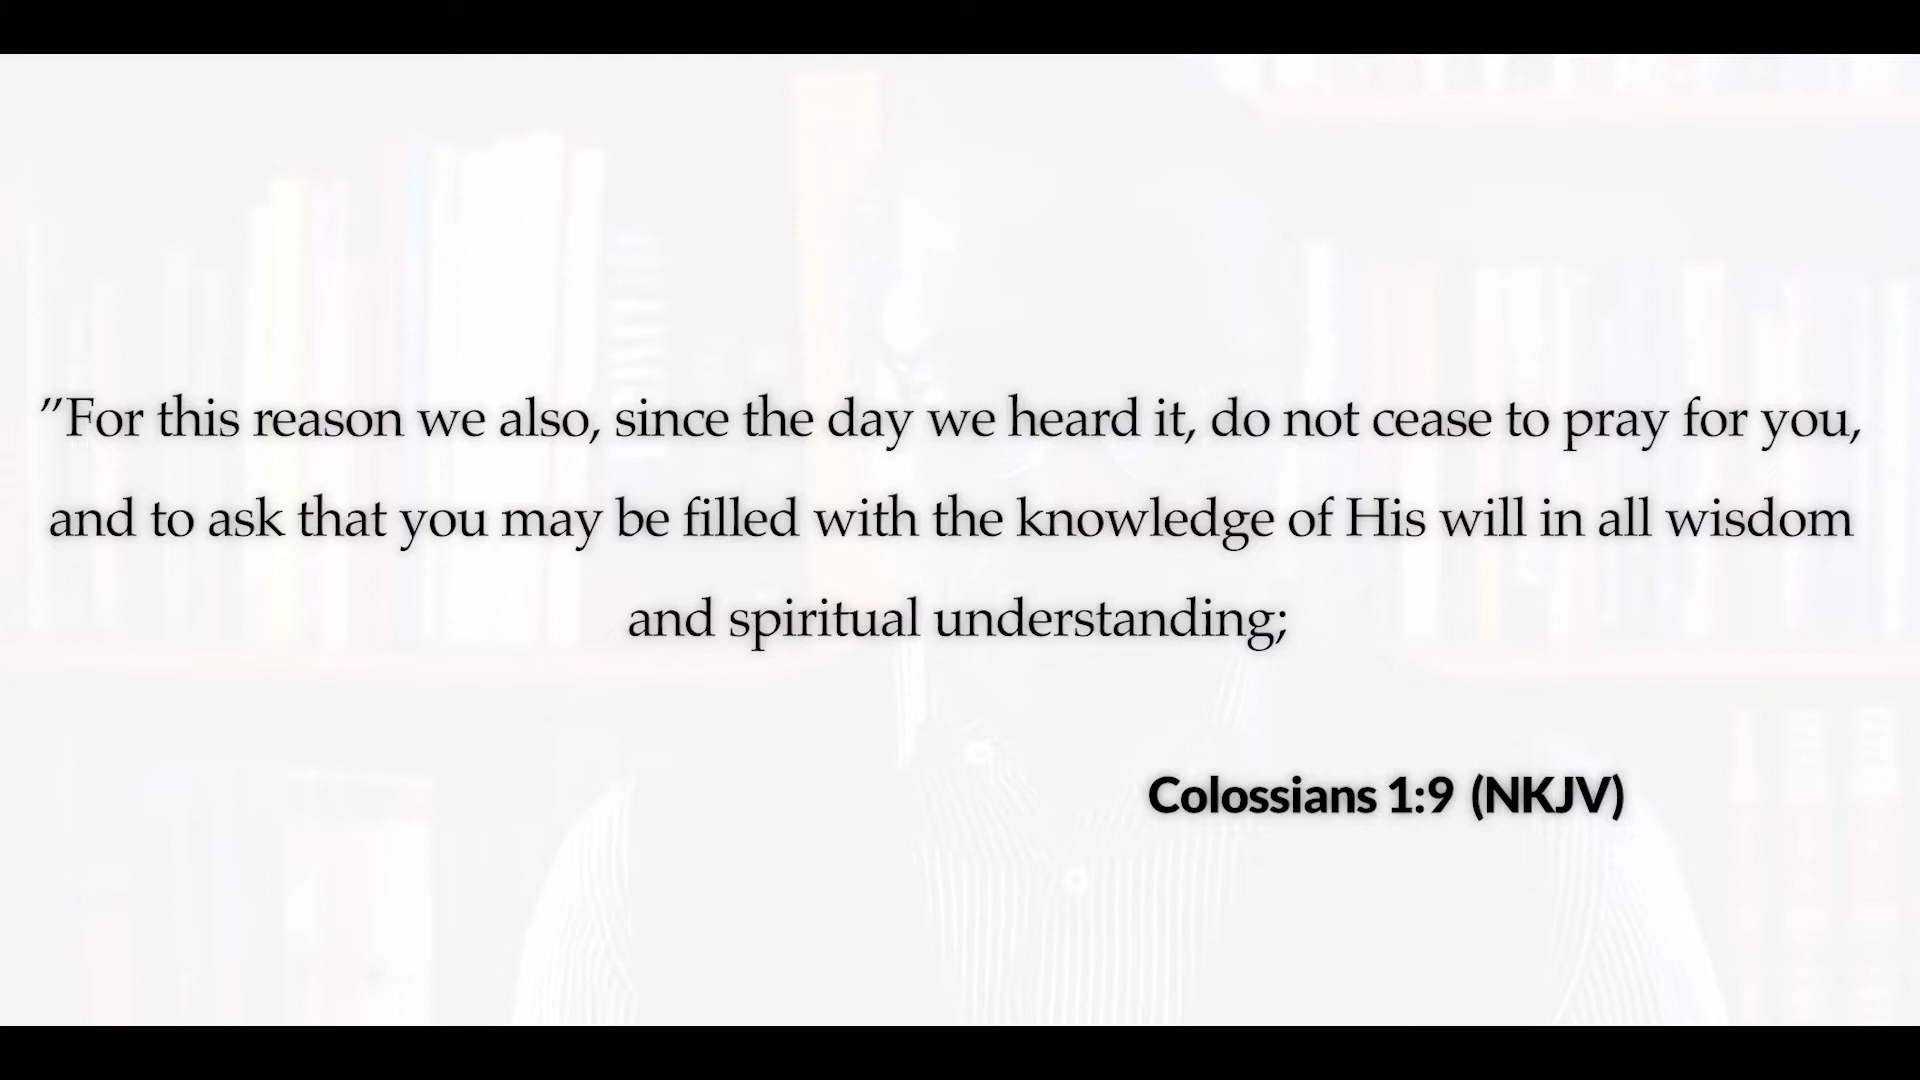 ″For this reason we also, since the day we heard it, do not cease to pray for you,
and to ask that you may be filled with the knowledge of His will in all wisdom
and spiritual understanding;
Colossians 1:9 (NKJV)